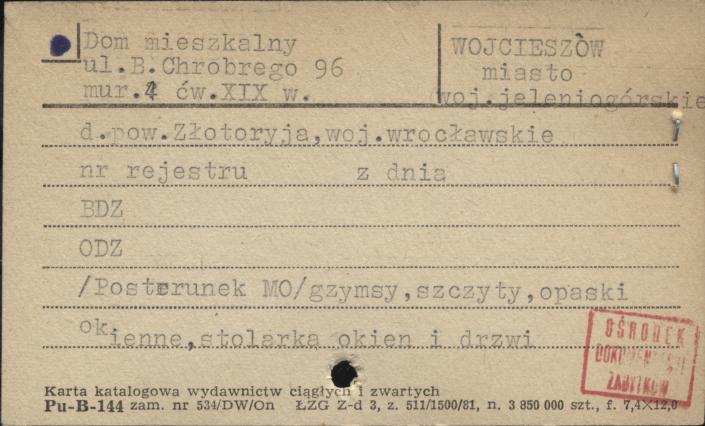 Dom mieszkalny
ul.B.Chrobrego 96
mur.4 ćw.XIX w.
WOJCIESZÓW
miasto
woj.jeleniogórskie
d.pow.Złotoryja,woj.wrocławskie
nr rejestru z dnia
BDZ
ODZ
/Posterunek MO/gzymsy,szczyty,opaski
okienne,stolarka okien i drzwi
OŚRODEK
DOKUMENTACJI
ZABYTKÓW
Karta katalogowa wydawnictw ciągłych i zwartych
Pu-B-144 zam. nr 534/DW/On ŁZG Z-d 3, z. 511/1500/81, n. 3 850 000 szt., f. 7,4×12,0